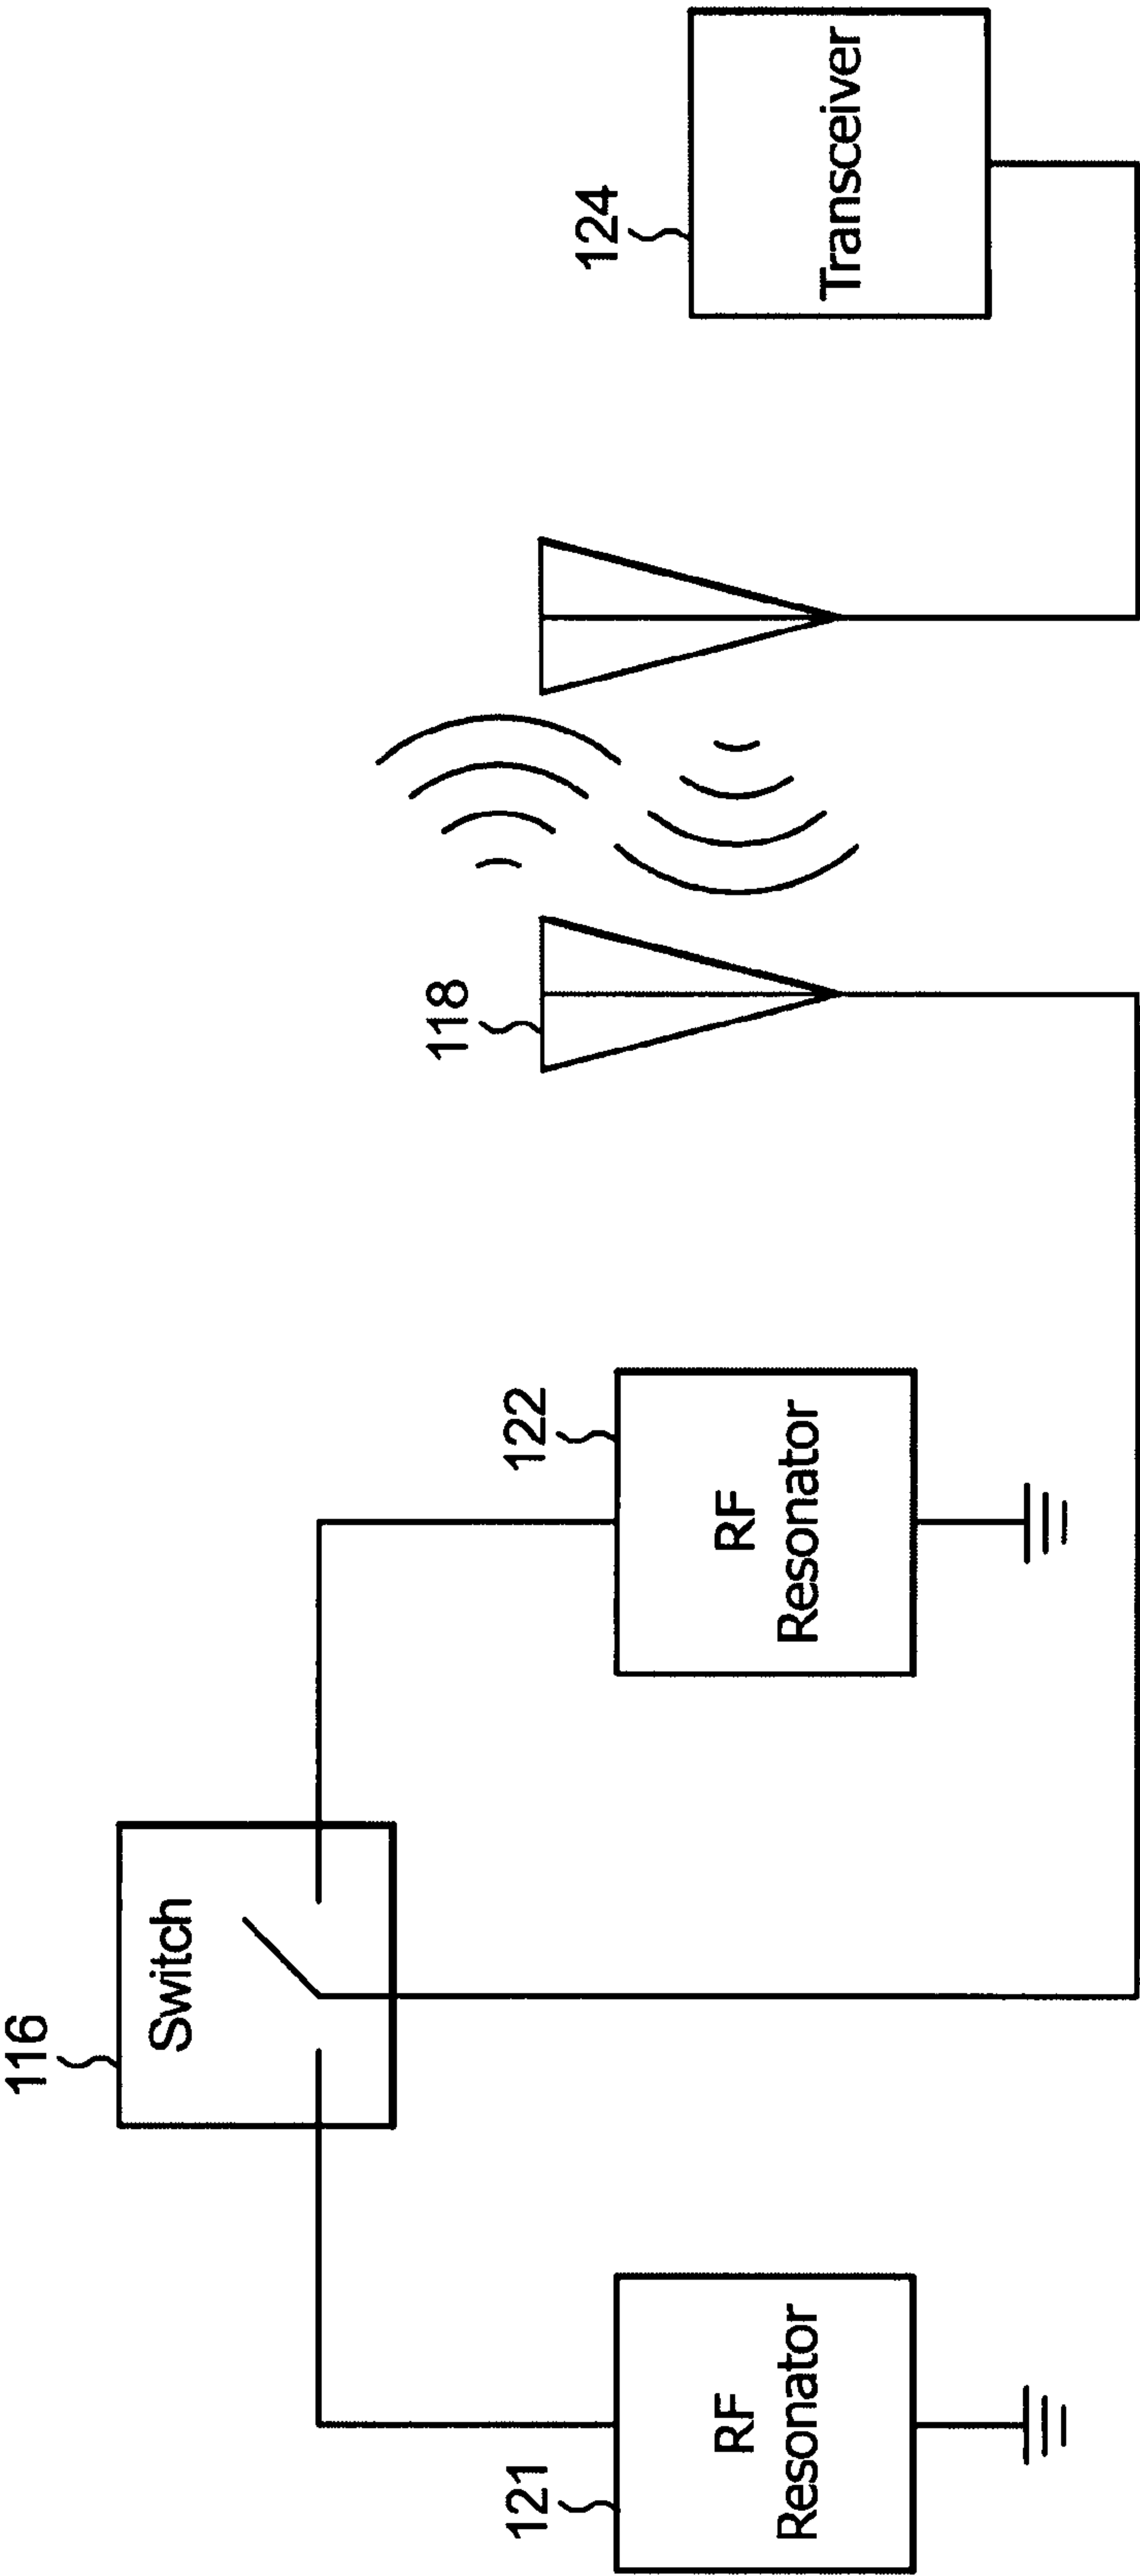 116
Switch
121
RF
Resonator
122
RF
Resonator
118
124
Transceiver